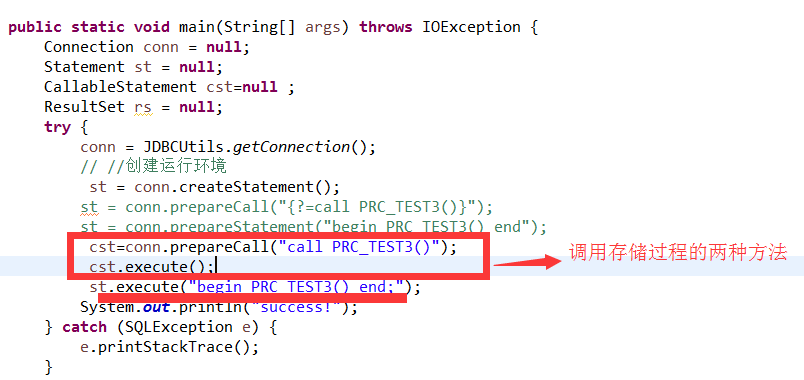 public static void main(String[] args) throws IOException {
Connection conn = null;
Statement st = null;
CallableStatement cst=null ;
ResultSet rs = null;
try {
conn = JDBCUtils.getConnection();
// //创建运行环境
st = conn.createStatement();
st = conn.prepareCall("{?=call PRC_TEST3()}");
st = conn.prepareStatement("begin PRC_TEST3() end");
cst=conn.prepareCall("call PRC_TEST3()");
cst.execute();
调用存储过程的两种方法
st.execute("begin PRC_TEST3() end;");
System.out.println("success!");
} catch (SQLException e) {
e.printStackTrace();
}